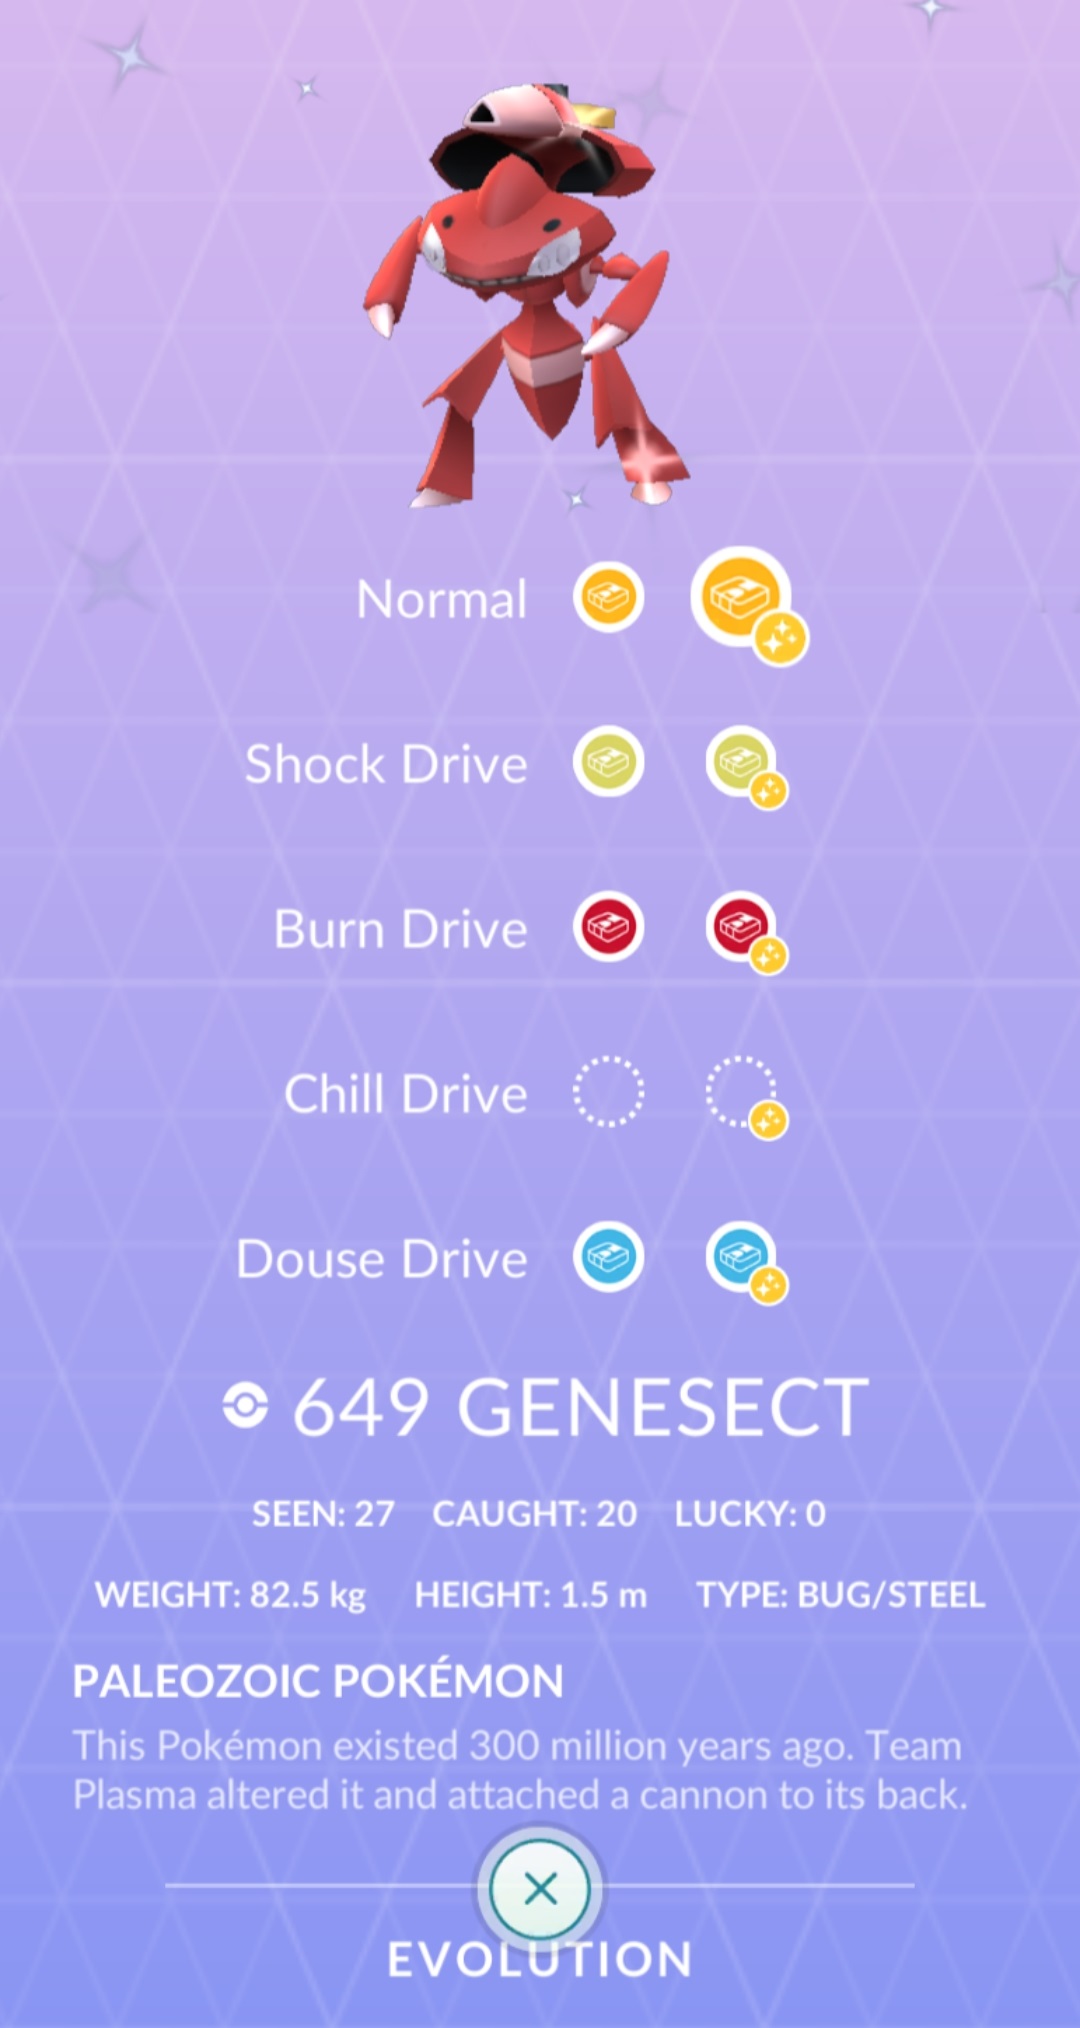 Normal
Shock Drive
Burn Drive
Chill Drive
Douse Drive
649 GENESECT
SEEN: 27 CAUGHT: 20 LUCKY: 0
WEIGHT: 82.5 kg HEIGHT: 1.5 m TYPE: BUG/STEEL
PALEOZOIC POKÉMON
This Pokémon existed 300 million years ago. Team
Plasma altered it and attached a cannon to its back.
EVOLUTION